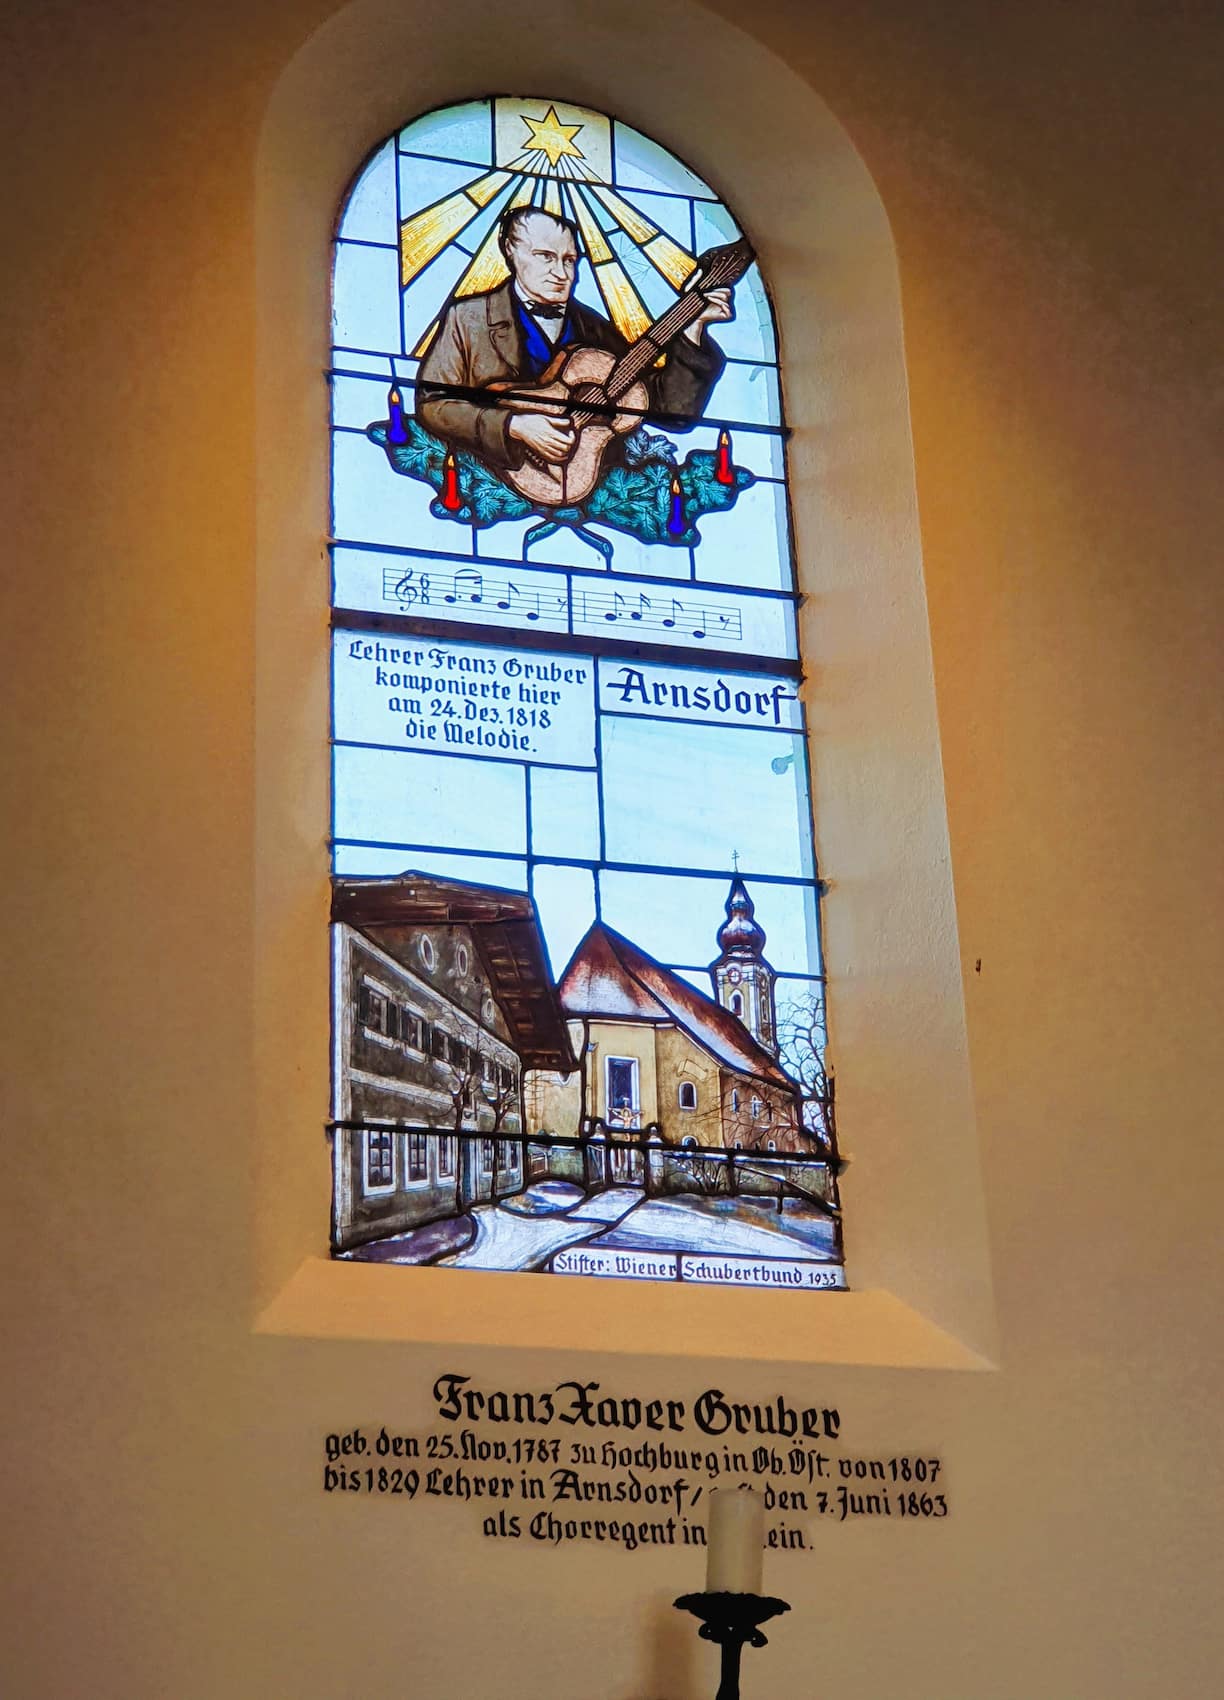 Lehrer Franz Gruber
komponierte hier
am 24. Dez. 1818
die Melodie.
Arnsdorf
Stifter: Wiener Schubertbund 1935
Franz Xaver Gruber
geb. den 25. Nov. 1787 zu Hochburg in Ob. Öst. von 1807
bis 1829 Lehrer in Arnsdorf / den 7. Juni 1863
als Chorregent in